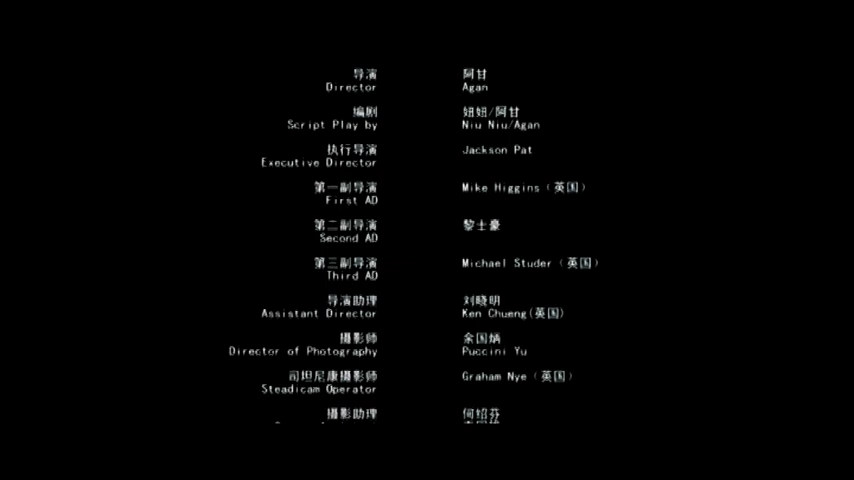 导演 阿甘
Director Agan
编剧 妞妞/阿甘
Script Play by Niu Niu/Agan
执行导演 Jackson Pat
Executive Director
第一副导演 Mike Higgins（英国）
First AD
第二副导演 黎士豪
Second AD
第三副导演 Michael Studer（英国）
Third AD
导演助理 刘晓明
Assistant Director Ken Chueng(英国)
攝影师 余国炳
Director of Photography Puccini Yu
司坦尼康攝影师 Graham Nye（英国）
Steadicam Operator
攝影助理 何绍芬